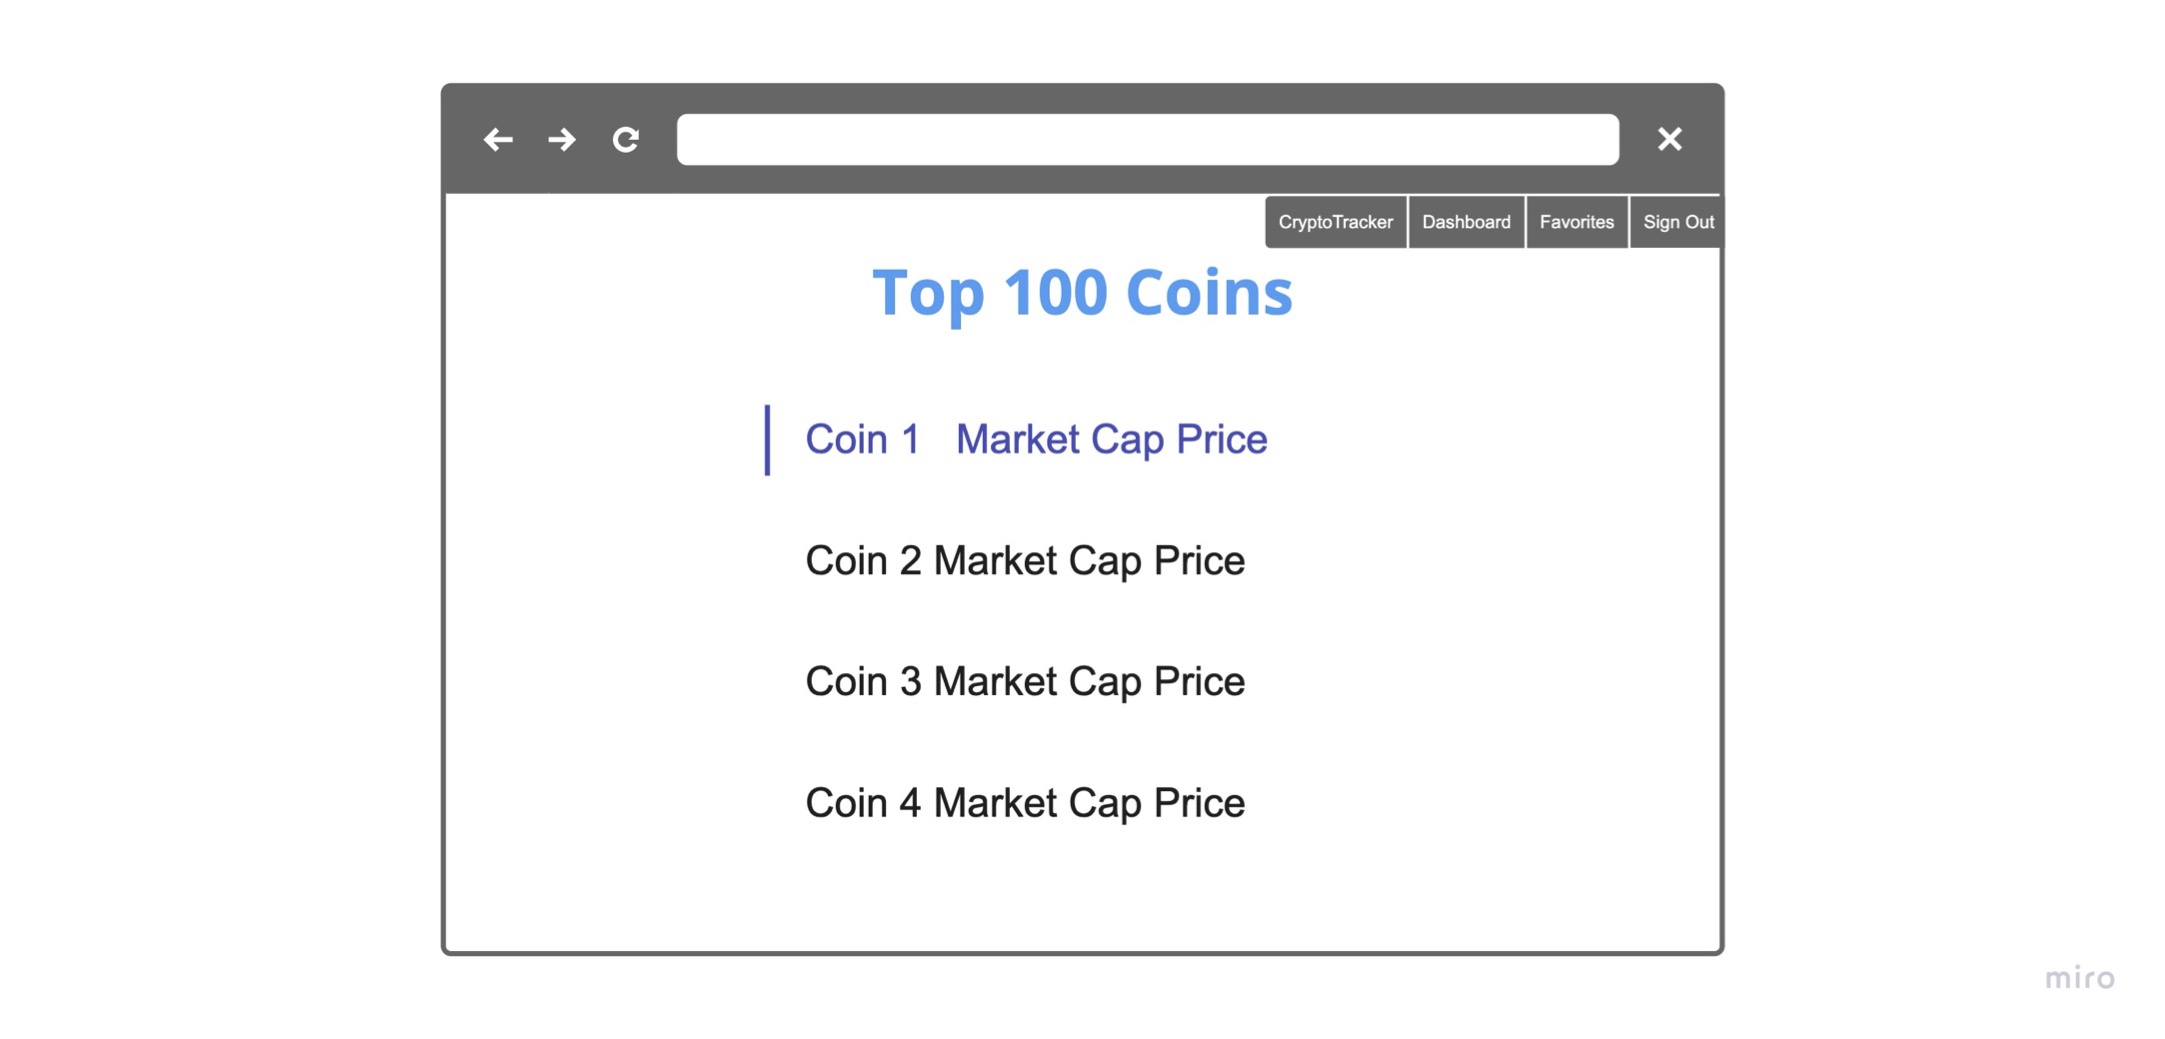 CryptoTracker Dashboard Favorites Sign Out
Top 100 Coins
Coin 1 Market Cap Price
Coin 2 Market Cap Price
Coin 3 Market Cap Price
Coin 4 Market Cap Price
miro